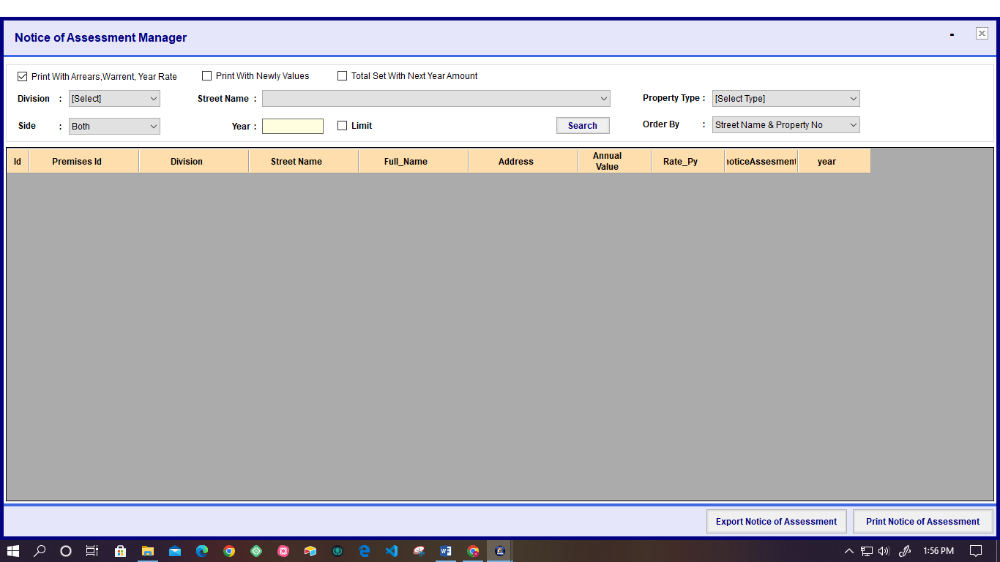 Notice of Assessment Manager
Print With Arrears,Warrent, Year Rate
Print With Newly Values
Total Set With Next Year Amount
Division : [Select]
Street Name :
Property Type : [Select Type]
Side : Both
Year :
Limit
Search
Order By : Street Name & Property No
Id
Premises Id
Division
Street Name
Full_Name
Address
Annual
Value
Rate_Py
noticeAssesment
year
Export Notice of Assessment
Print Notice of Assessment
1:56 PM